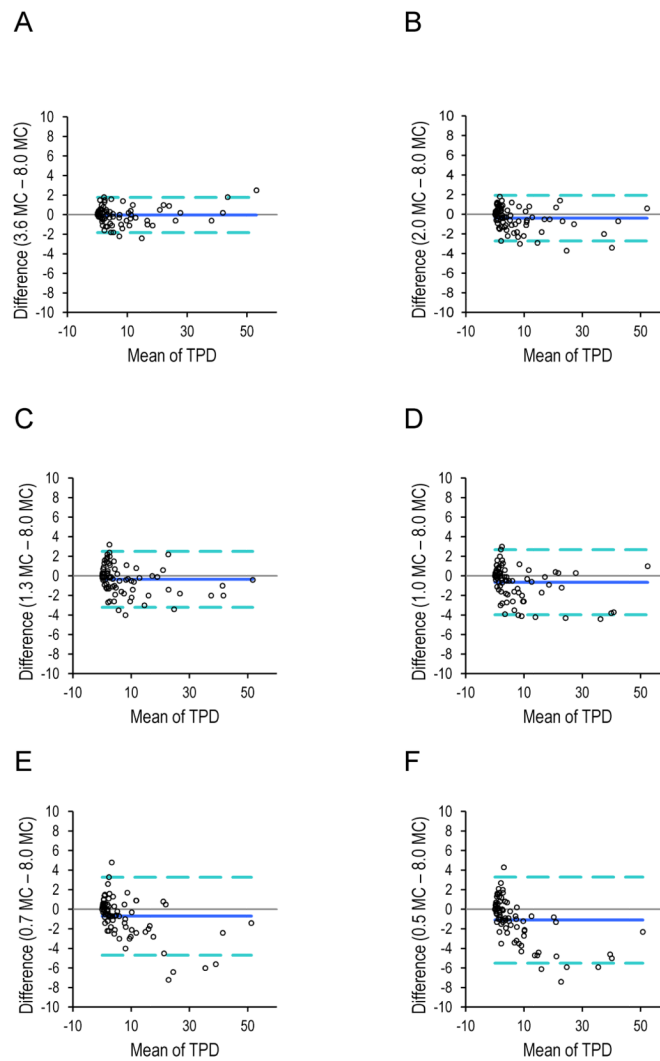 A
B
10
8
6
4
2
0
-2
-4
-6
-8
-10
-10 10 30 50
Difference (3.6 MC – 8.0 MC)
Mean of TPD
10
8
6
4
2
0
-2
-4
-6
-8
-10
-10 10 30 50
Difference (2.0 MC – 8.0 MC)
Mean of TPD
C
D
10
8
6
4
2
0
-2
-4
-6
-8
-10
-10 10 30 50
Difference (1.3 MC – 8.0 MC)
Mean of TPD
10
8
6
4
2
0
-2
-4
-6
-8
-10
-10 10 30 50
Difference (1.0 MC – 8.0 MC)
Mean of TPD
E
F
10
8
6
4
2
0
-2
-4
-6
-8
-10
-10 10 30 50
Difference (0.7 MC – 8.0 MC)
Mean of TPD
10
8
6
4
2
0
-2
-4
-6
-8
-10
-10 10 30 50
Difference (0.5 MC – 8.0 MC)
Mean of TPD